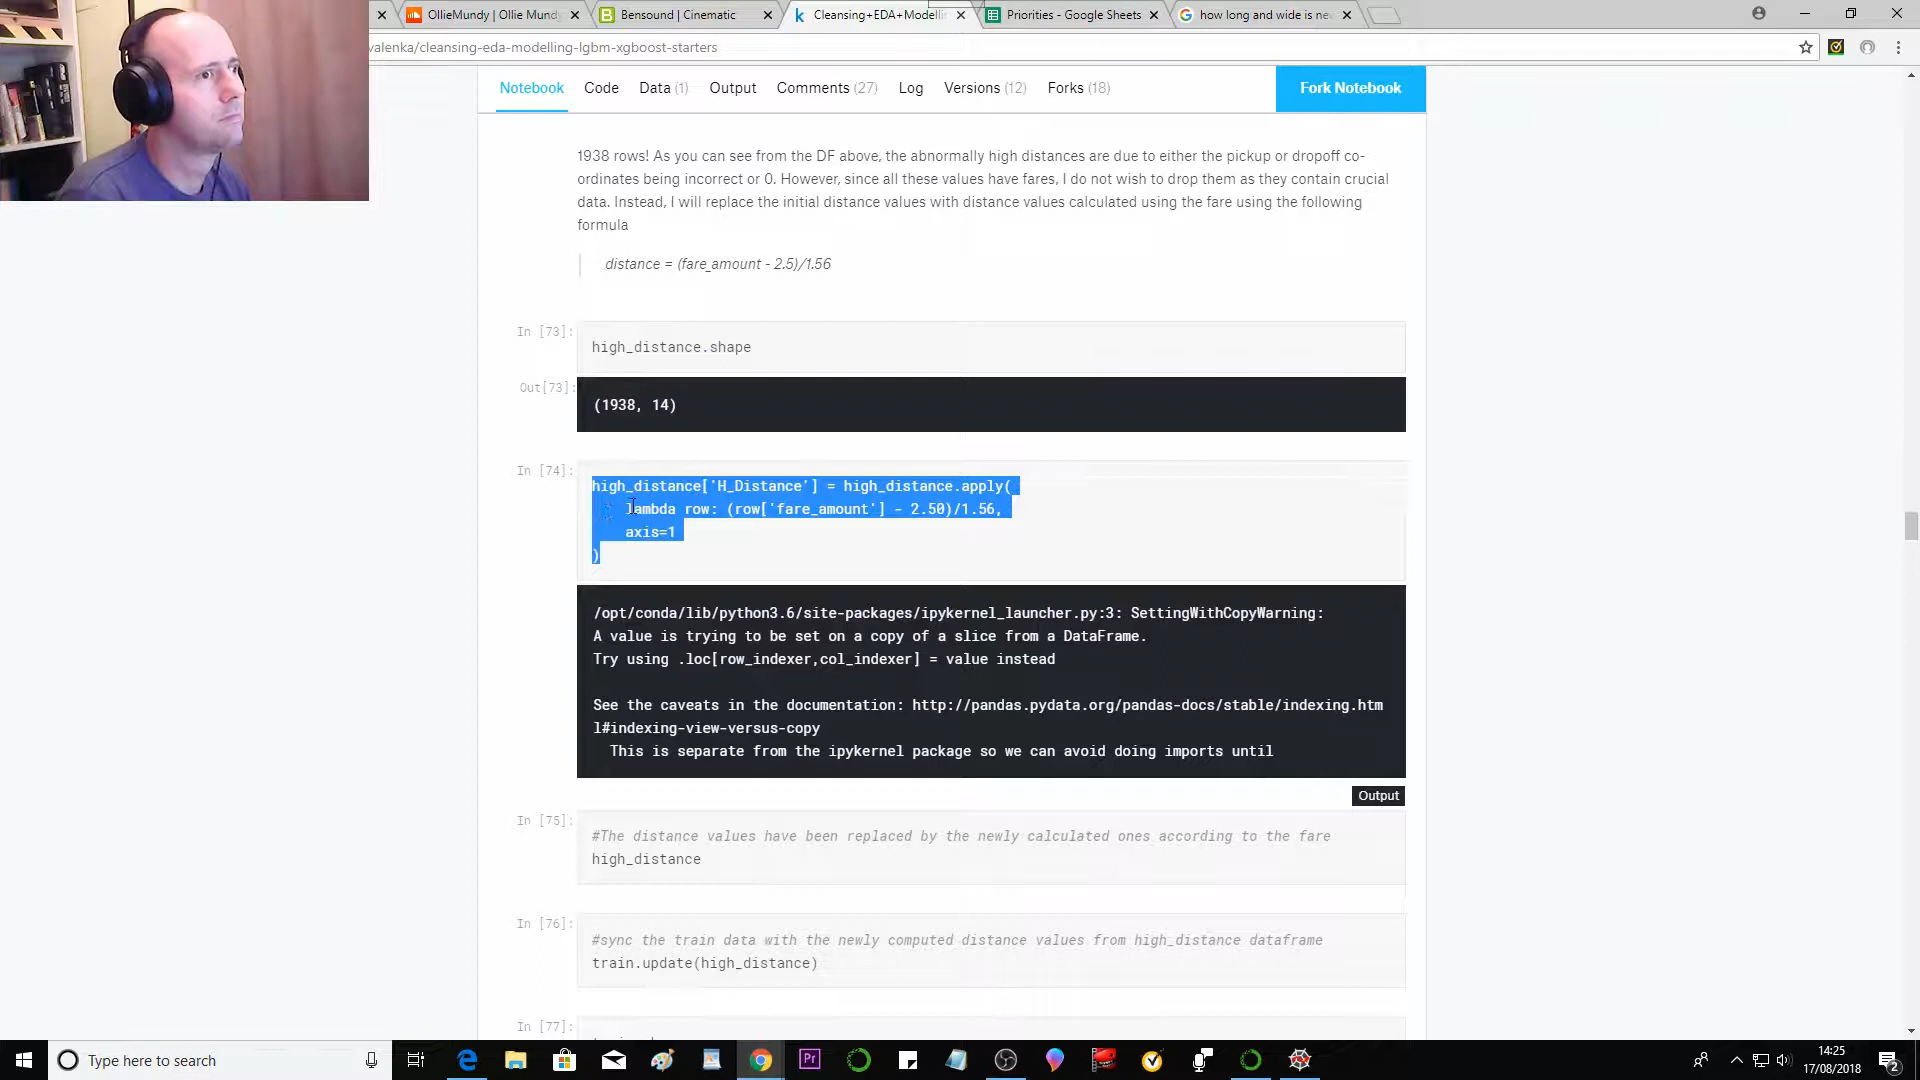 OllieMundy | Ollie Mund
Bensound | Cinematic
Cleansing+EDA+Modelli
Priorities - Google Sheets
how long and wide is ne
valenka/cleansing-eda-modelling-lgbm-xgboost-starters
Notebook Code Data (1) Output Comments (27) Log Versions (12) Forks (18) Fork Notebook
1938 rows! As you can see from the DF above, the abnormally high distances are due to either the pickup or dropoff co-
ordinates being incorrect or 0. However, since all these values have fares, I do not wish to drop them as they contain crucial
data. Instead, I will replace the initial distance values with distance values calculated using the fare using the following
formula
distance = (fare_amount - 2.5)/1.56
In [73]:
high_distance.shape
Out[73]:
(1938, 14)
In [74]:
high_distance['H_Distance'] = high_distance.apply(
lambda row: (row['fare_amount'] - 2.50)/1.56,
axis=1
)
/opt/conda/lib/python3.6/site-packages/ipykernel_launcher.py:3: SettingWithCopyWarning:
A value is trying to be set on a copy of a slice from a DataFrame.
Try using .loc[row_indexer,col_indexer] = value instead
See the caveats in the documentation: http://pandas.pydata.org/pandas-docs/stable/indexing.htm
l#indexing-view-versus-copy
This is separate from the ipykernel package so we can avoid doing imports until
Output
In [75]:
#The distance values have been replaced by the newly calculated ones according to the fare
high_distance
In [76]:
#sync the train data with the newly computed distance values from high_distance dataframe
train.update(high_distance)
In [77]:
Type here to search
14:25
17/08/2018
2